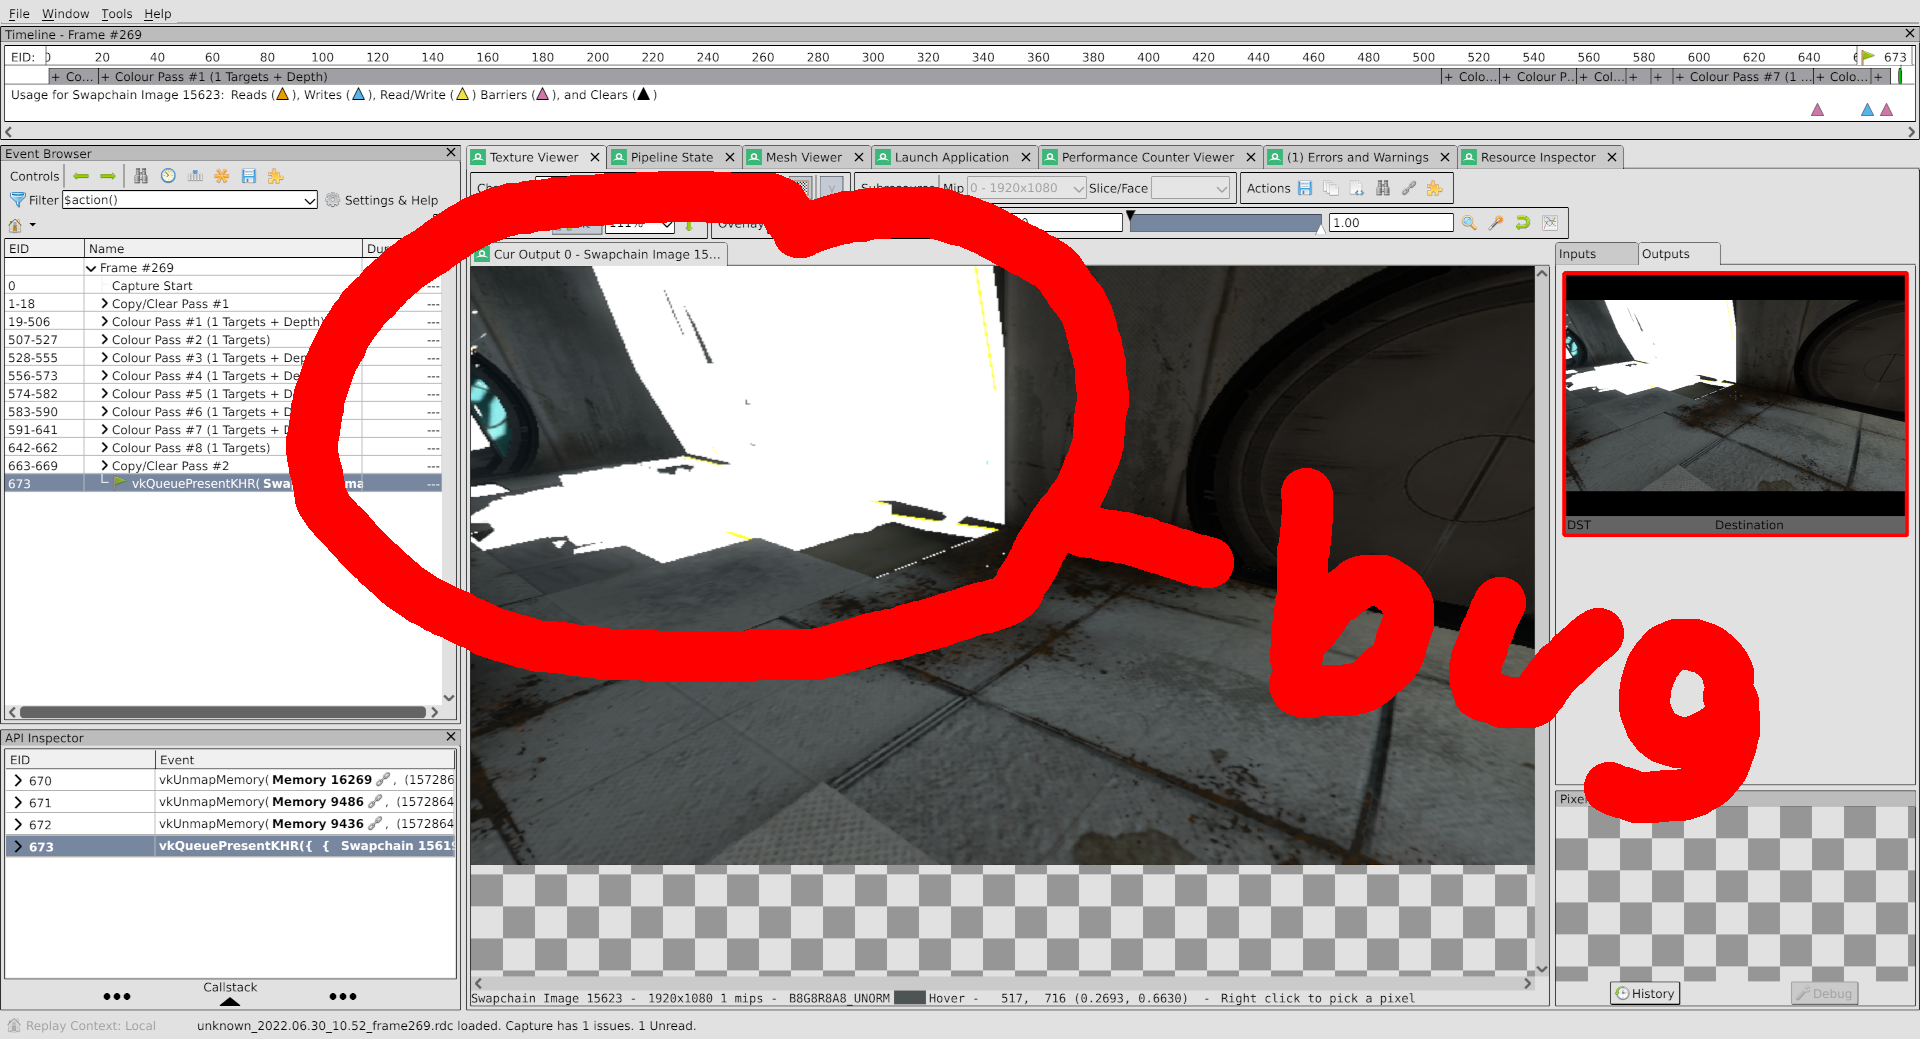 File Window Tools Help
Timeline - Frame #269
EID: 0 20 40 60 80 100 120 140 160 180 200 220 240 260 280 300 320 340 360 380 400 420 440 460 480 500 520 540 560 580 600 620 640 673
+ Co... + Colour Pass #1 (1 Targets + Depth) + Colo... + Colour P... + Col... + + + Colour Pass #7 (1 ... + Colo... +
Usage for Swapchain Image 15623: Reads ( ), Writes ( ), Read/Write ( ) Barriers ( ), and Clears ( )
Event Browser
Texture Viewer Pipeline State Mesh Viewer Launch Application Performance Counter Viewer (1) Errors and Warnings Resource Inspector
Controls
Subresource Mip 0 - 1920x1080 Slice/Face Actions
Filter $action() Settings & Help
111% Overlay 1.00
EID Name
Cur Output 0 - Swapchain Image 15...
Inputs Outputs
Frame #269
0 Capture Start ---
1-18 Copy/Clear Pass #1 ---
19-506 Colour Pass #1 (1 Targets + Depth) ---
507-527 Colour Pass #2 (1 Targets) ---
528-555 Colour Pass #3 (1 Targets + Dep ---
556-573 Colour Pass #4 (1 Targets + De ---
574-582 Colour Pass #5 (1 Targets + D ---
583-590 Colour Pass #6 (1 Targets + D ---
591-641 Colour Pass #7 (1 Targets + D ---
642-662 Colour Pass #8 (1 Targets) ---
663-669 Copy/Clear Pass #2 ---
673 vkQueuePresentKHR( Swa ma ---
DST Destination
bug
API Inspector
EID Event
670 vkUnmapMemory( Memory 16269 , (157286
671 vkUnmapMemory( Memory 9486 , (1572864
672 vkUnmapMemory( Memory 9436 , (1572864
673 vkQueuePresentKHR({ { Swapchain 15619
Callstack
Swapchain Image 15623 - 1920x1080 1 mips - B8G8R8A8_UNORM Hover - 517, 716 (0.2693, 0.6630) - Right click to pick a pixel
History Debug
Replay Context: Local unknown_2022.06.30_10.52_frame269.rdc loaded. Capture has 1 issues. 1 Unread.